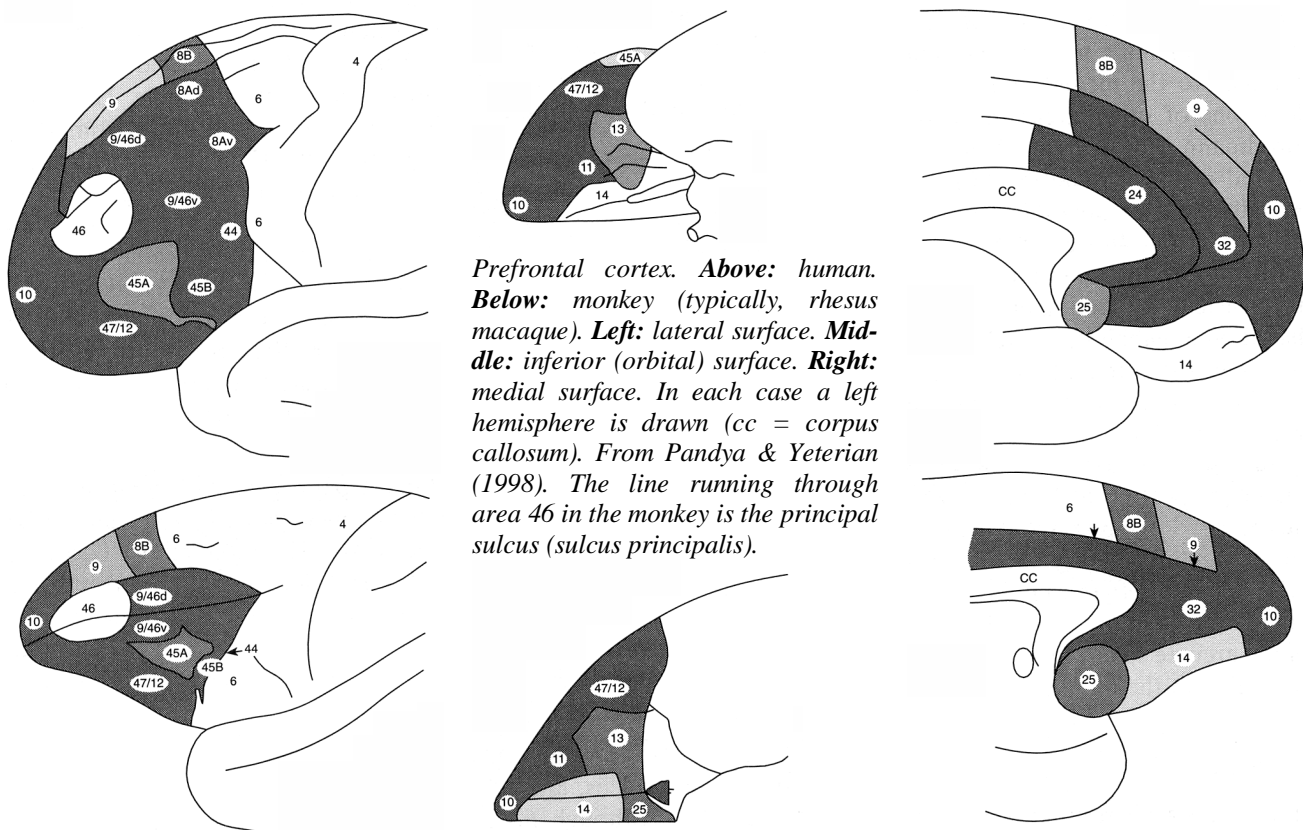 8B
4
9
8Ad
6
9/46d
8Av
9/46v
46
6
44
45A
45B
10
47/12
45A
47/12
13
11
14
10
8B
9
CC
24
10
32
25
14
Prefrontal cortex. Above: human.
Below: monkey (typically, rhesus
macaque). Left: lateral surface. Mid-
dle: inferior (orbital) surface. Right:
medial surface. In each case a left
hemisphere is drawn (cc = corpus
callosum). From Pandya & Yeterian
(1998). The line running through
area 46 in the monkey is the principal
sulcus (sulcus principalis).
4
6
8B
9
9/46d
46
10
9/46v
45A
44
45B
47/12
6
47/12
13
11
10
14
25
6
8B
9
CC
32
10
14
25